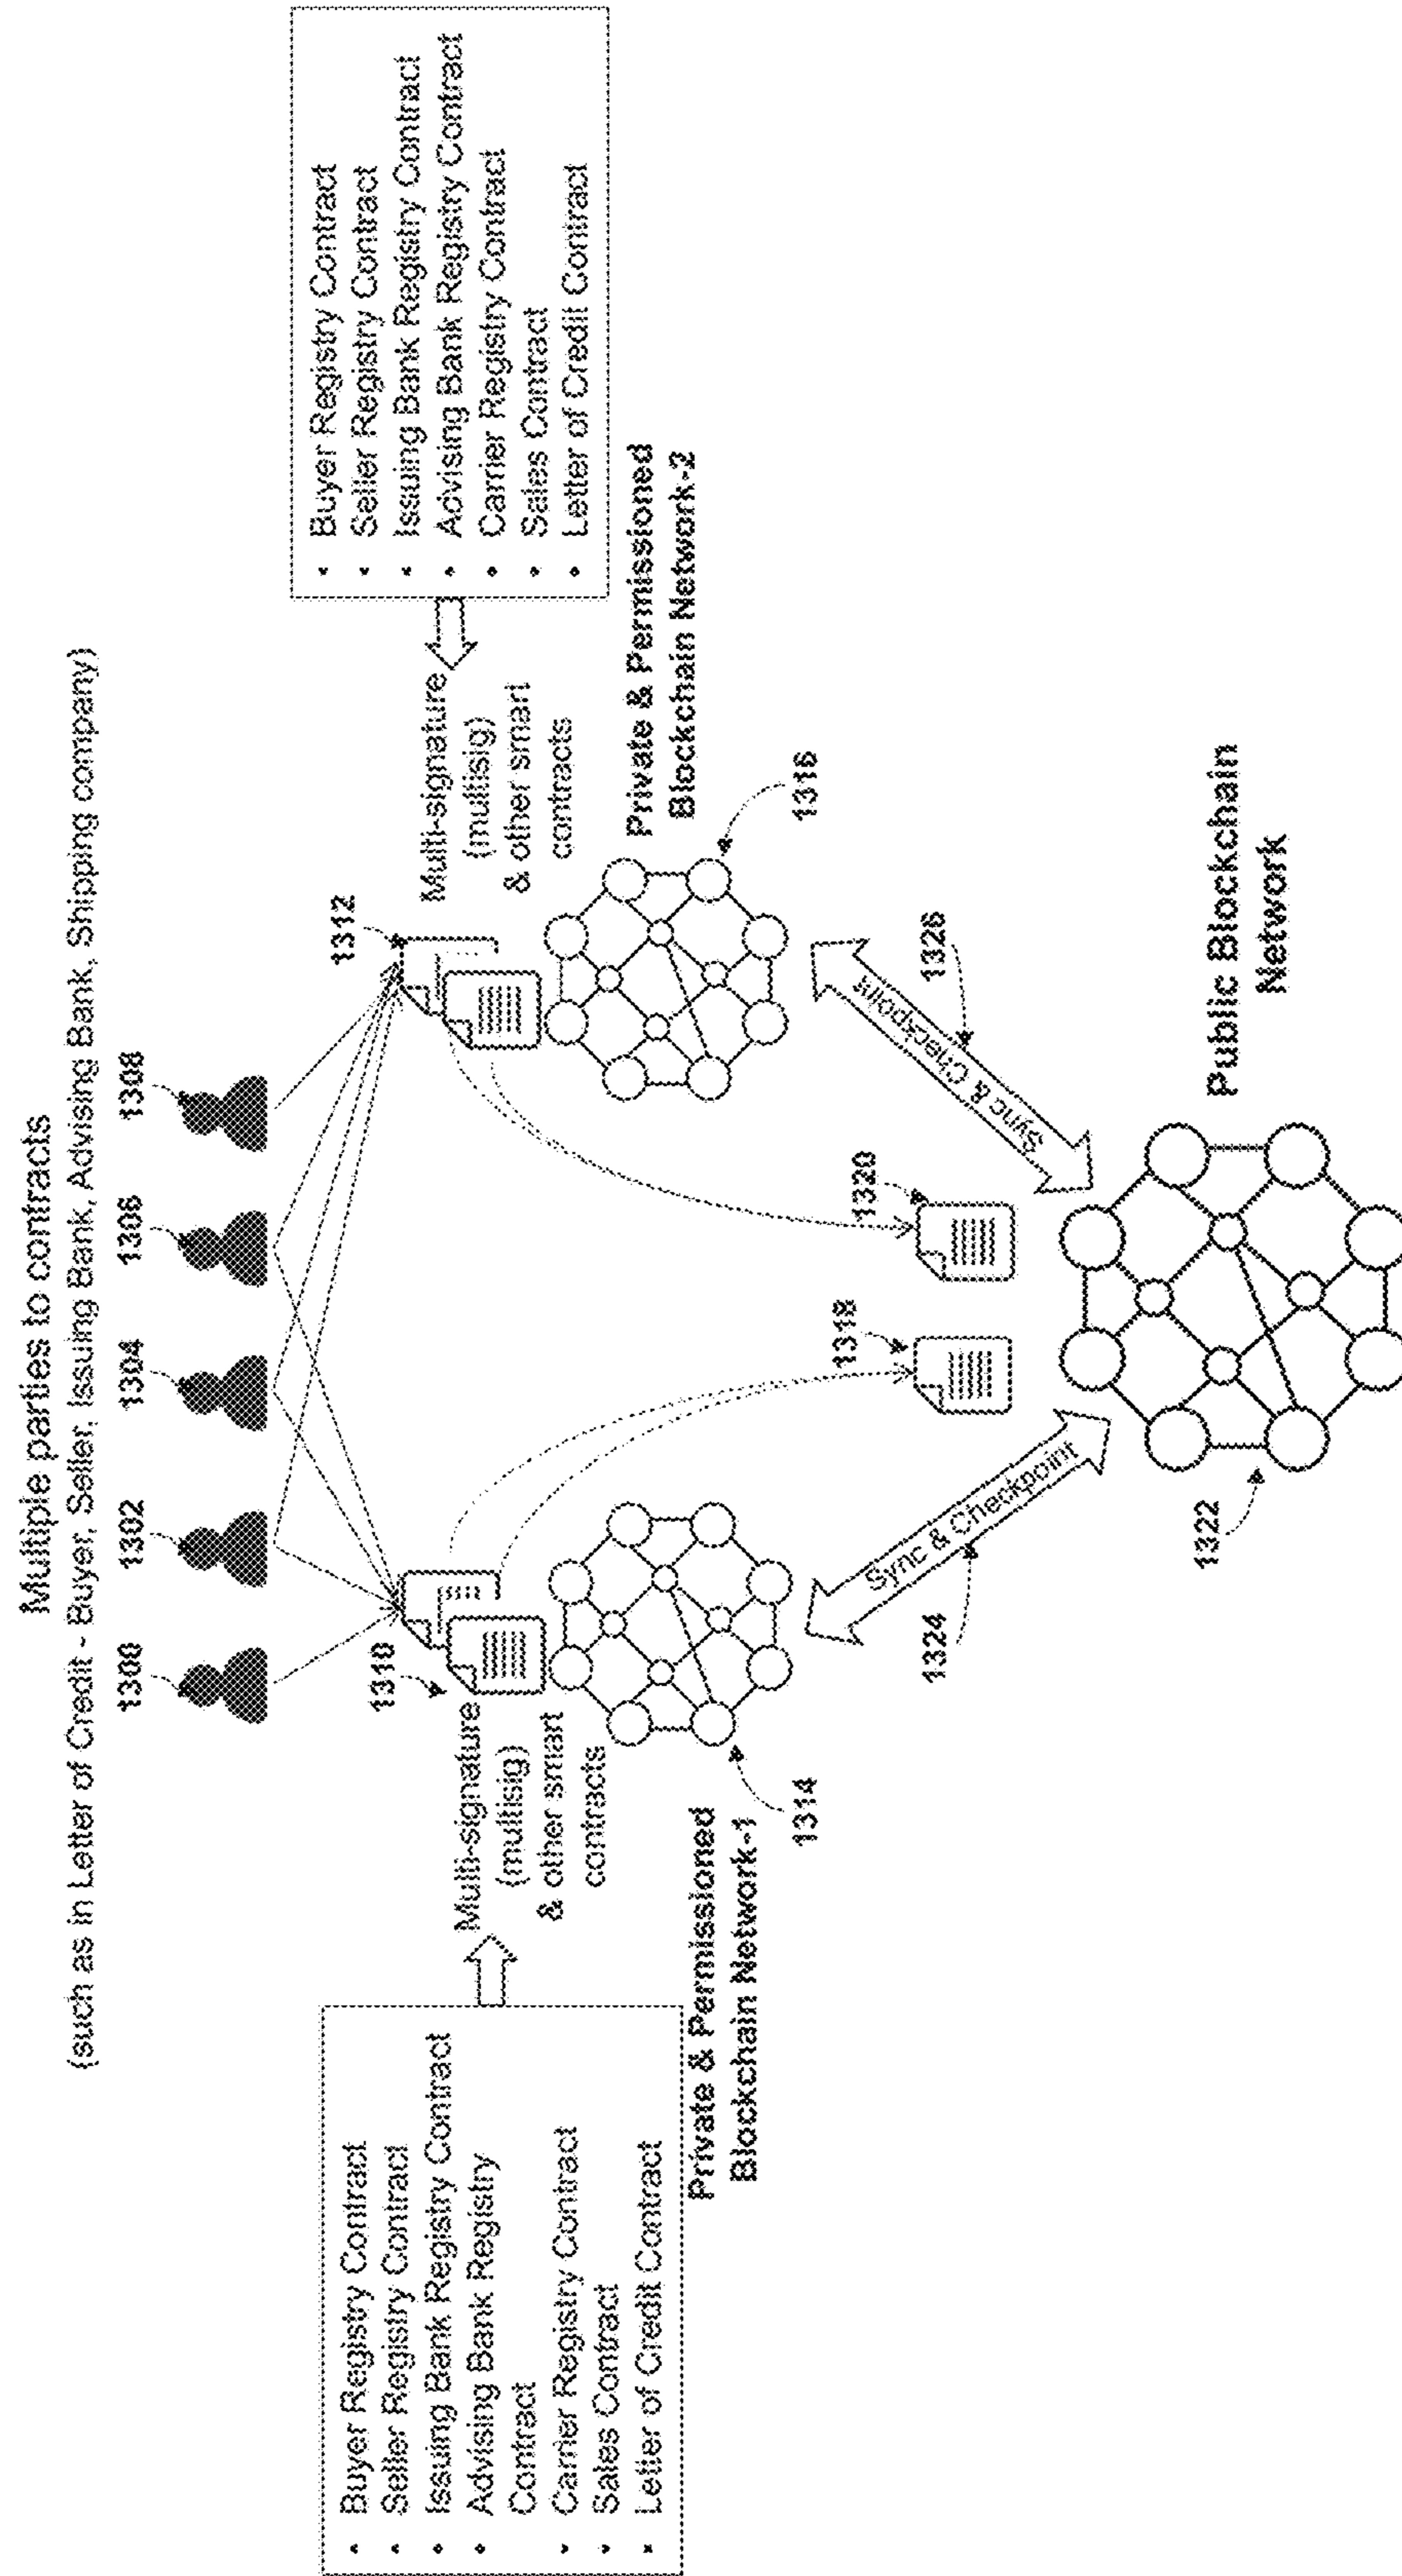 Multiple parties to contracts
(such as in Letter of Credit - Buyer, Seller, Issuing Bank, Advising Bank, Shipping company)
1300
1302
1304
1306
1308
1310
1312
• Buyer Registry Contract
• Seller Registry Contract
• Issuing Bank Registry Contract
• Advising Bank Registry
Contract
• Carrier Registry Contract
• Sales Contract
• Letter of Credit Contract
Multi-signature
(multisig)
& other smart
contracts
Private & Permissioned
Blockchain Network-1
1314
Multi-signature
(multisig)
& other smart
contracts
• Buyer Registry Contract
• Seller Registry Contract
• Issuing Bank Registry Contract
• Advising Bank Registry Contract
• Carrier Registry Contract
• Sales Contract
• Letter of Credit Contract
Private & Permissioned
Blockchain Network-2
1316
1318
1320
Sync & Checkpoint
1324
Sync & Checkpoint
1326
1322
Public Blockchain
Network